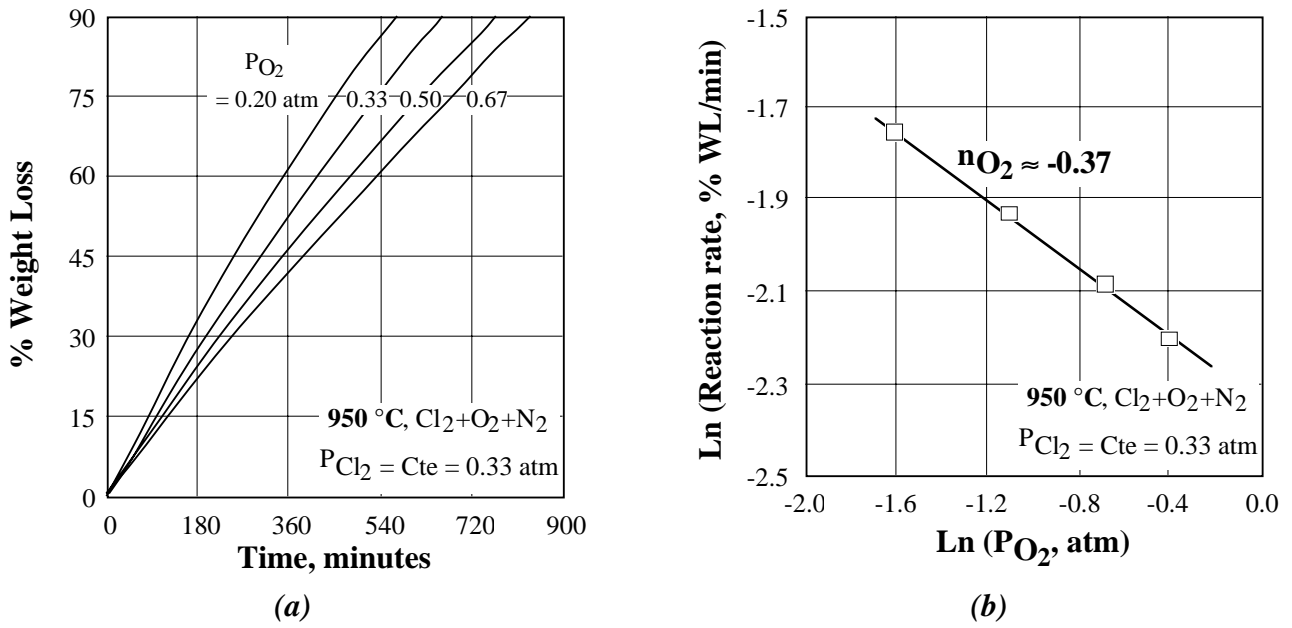 90
75
60
45
30
15
0
% Weight Loss
PO2
= 0.20 atm 0.33 0.50 0.67
950 °C, Cl2+O2+N2
PCl2 = Cte = 0.33 atm
0 180 360 540 720 900
Time, minutes
(a)
-1.5
-1.7
-1.9
-2.1
-2.3
-2.5
Ln (Reaction rate, % WL/min)
nO2 ≈ -0.37
950 °C, Cl2+O2+N2
PCl2 = Cte = 0.33 atm
-2.0 -1.6 -1.2 -0.8 -0.4 0.0
Ln (PO2, atm)
(b)